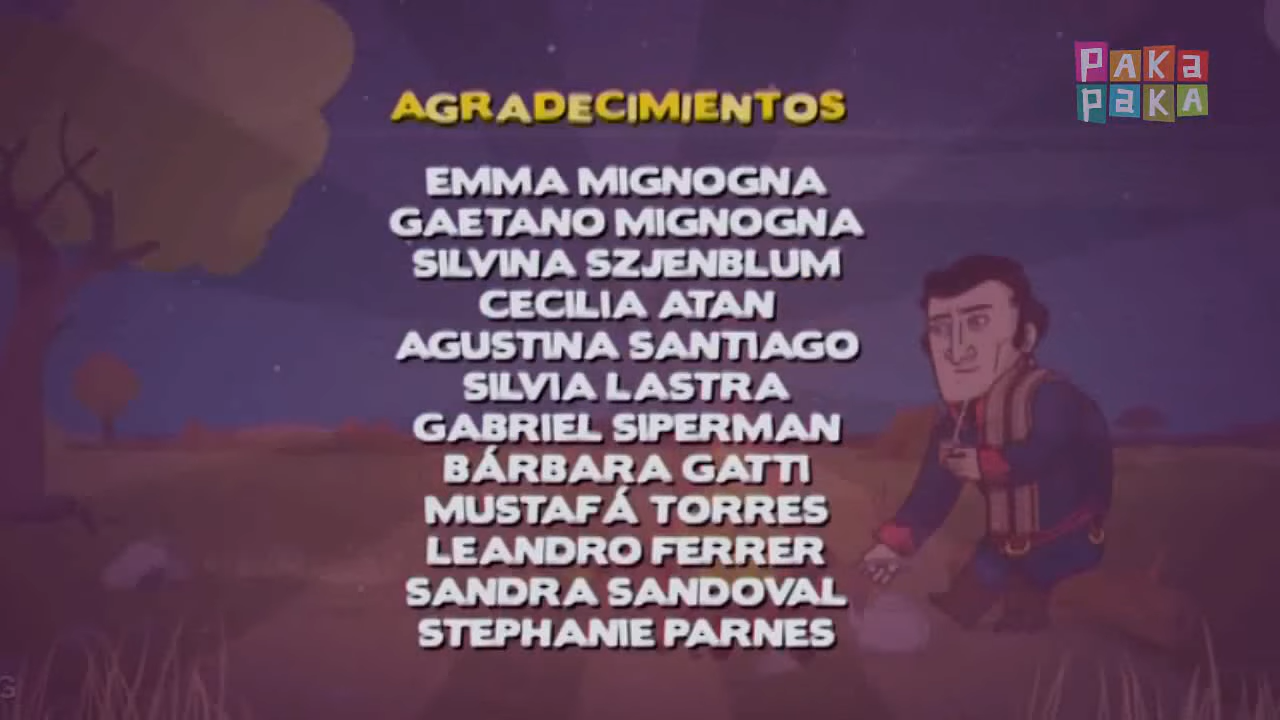 PAKA
PAKA
AGRADECIMIENTOS
EMMA MIGNOGNA
GAETANO MIGNOGNA
SILVINA SZJENBLUM
CECILIA ATAN
AGUSTINA SANTIAGO
SILVIA LASTRA
GABRIEL SIPERMAN
BÁRBARA GATTI
MUSTAFÁ TORRES
LEANDRO FERRER
SANDRA SANDOVAL
STEPHANIE PARNES